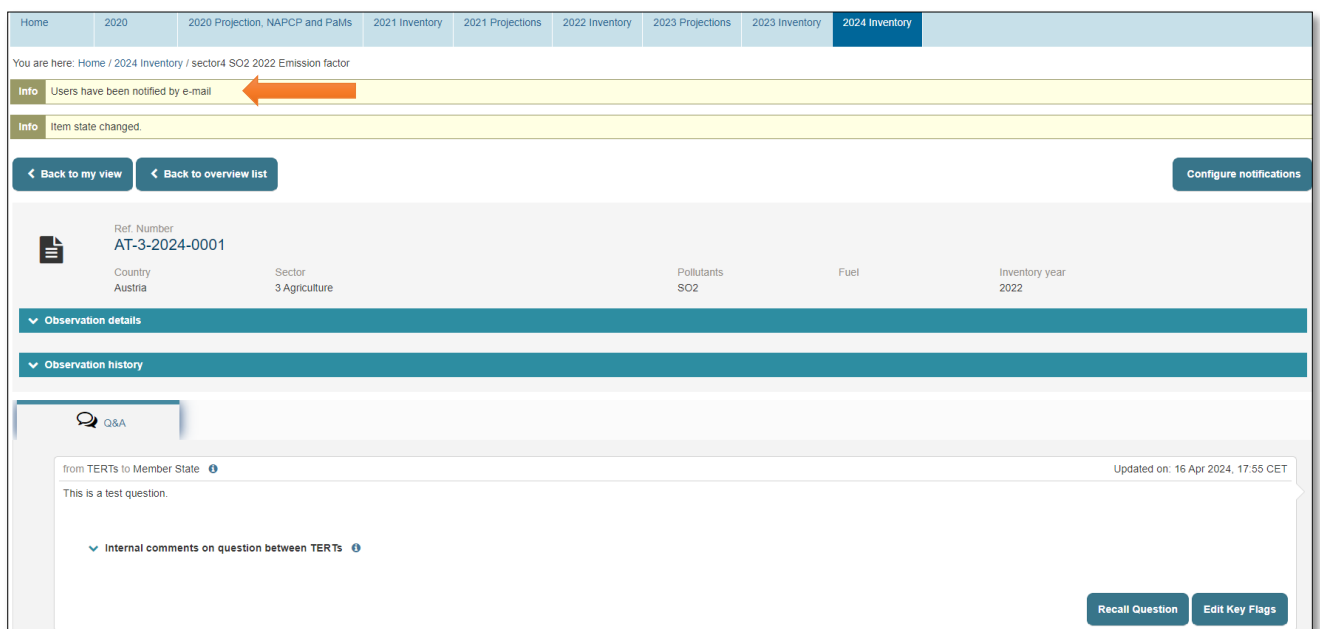 Home 2020 2020 Projection, NAPCP and PaMs 2021 Inventory 2021 Projections 2022 Inventory 2023 Projections 2023 Inventory 2024 Inventory
You are here: Home / 2024 Inventory / sector4 SO2 2022 Emission factor
Info Users have been notified by e-mail
Info Item state changed.
Back to my view Back to overview list Configure notifications
Ref. Number
AT-3-2024-0001
Country Sector Pollutants Fuel Inventory year
Austria 3 Agriculture SO2 2022
Observation details
Observation history
Q&A
from TERTs to Member State Updated on: 16 Apr 2024, 17:55 CET
This is a test question.
Internal comments on question between TERTs
Recall Question Edit Key Flags